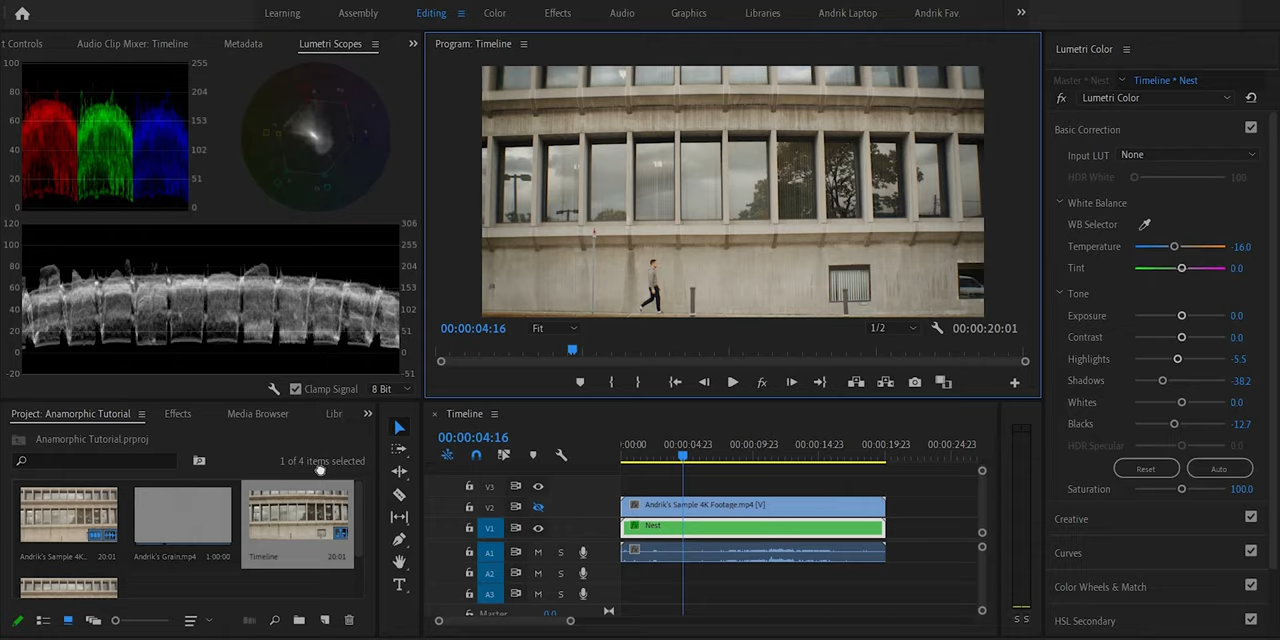 Learning Assembly Editing Color Effects Audio Graphics Libraries Andrik Laptop Andrik Fav
t Controls Audio Clip Mixer: Timeline Metadata Lumetri Scopes
100 255
80 204
60 153
40 102
20 51
0 0
120 306
100 255
80 204
60 153
40 102
20 51
0 0
-20 -51
Clamp Signal 8 Bit
Program: Timeline
00:00:04:16 Fit 1/2 00:00:20:01
Lumetri Color
Master * Nest Timeline * Nest
fx Lumetri Color
Basic Correction
Input LUT None
HDR White 100
White Balance
WB Selector
Temperature -16.0
Tint 0.0
Tone
Exposure 0.0
Contrast 0.0
Highlights -5.5
Shadows -38.2
Whites 0.0
Blacks -12.7
HDR Specular 0.0
Reset Auto
Saturation 100.0
Creative
Curves
Color Wheels & Match
HSL Secondary
Project: Anamorphic Tutorial Effects Media Browser Libr
Anamorphic Tutorial.prproj
1 of 4 items selected
Andrik's Sample 4K... 20:01 Andrik's Grain.mp4 1:00:00 Timeline 20:01
× Timeline
00:00:04:16
:00:00 00:00:04:23 00:00:09:23 00:00:14:23 00:00:19:23 00:00:24:23
V3
V2 Andrik's Sample 4K Footage.mp4 [V]
V1 Nest
A1 M S
A2 M S
A3 M S
Master 0.0
S S